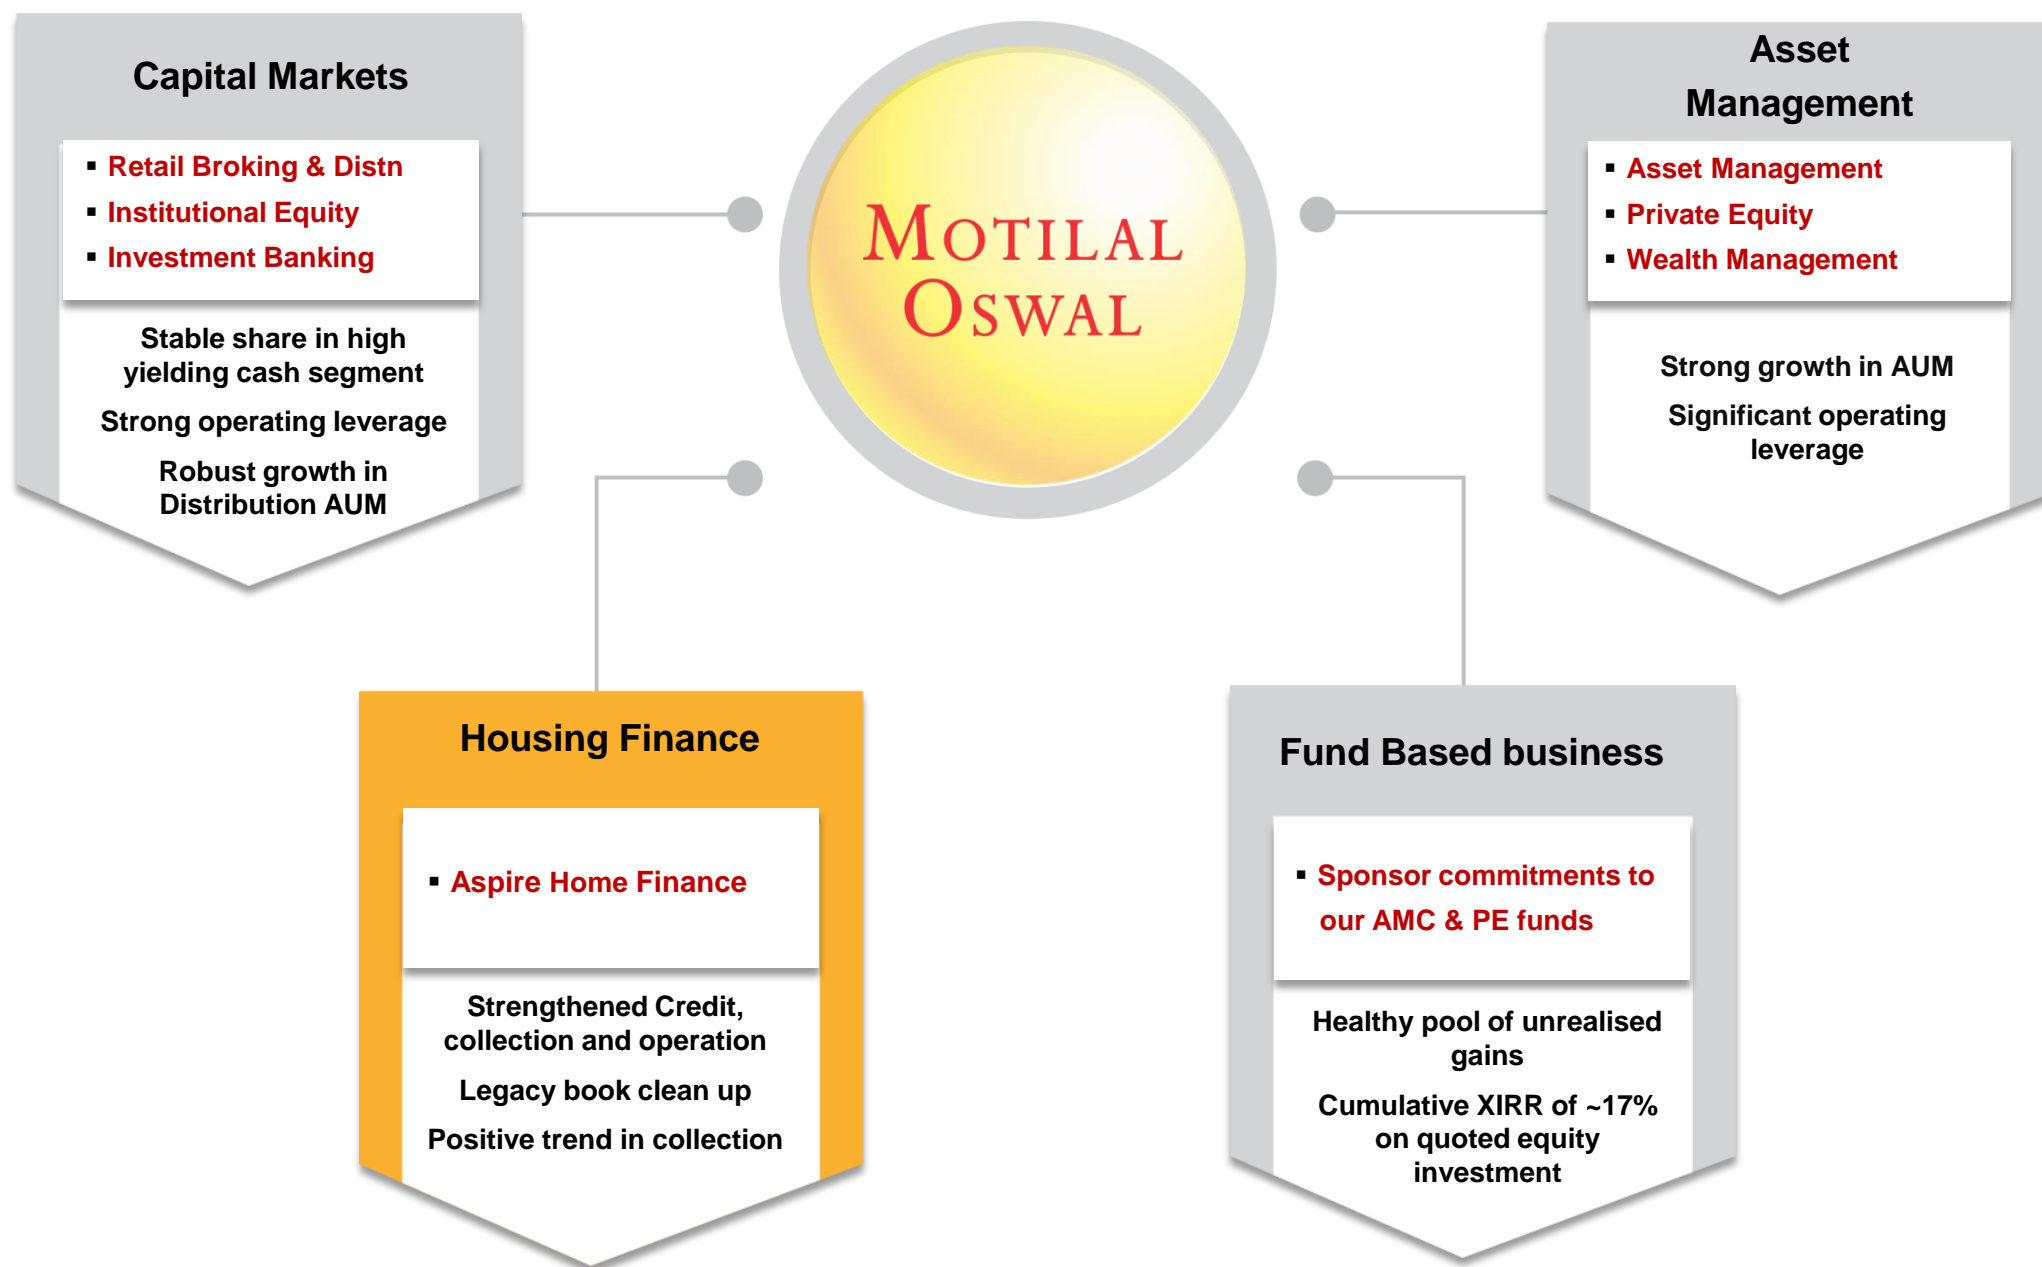 Capital Markets
▪ Retail Broking & Distn
▪ Institutional Equity
▪ Investment Banking
Stable share in high
yielding cash segment
Strong operating leverage
Robust growth in
Distribution AUM
MOTILAL
OSWAL
Asset
Management
▪ Asset Management
▪ Private Equity
▪ Wealth Management
Strong growth in AUM
Significant operating
leverage
Housing Finance
▪ Aspire Home Finance
Strengthened Credit,
collection and operation
Legacy book clean up
Positive trend in collection
Fund Based business
▪ Sponsor commitments to
our AMC & PE funds
Healthy pool of unrealised
gains
Cumulative XIRR of ~17%
on quoted equity
investment